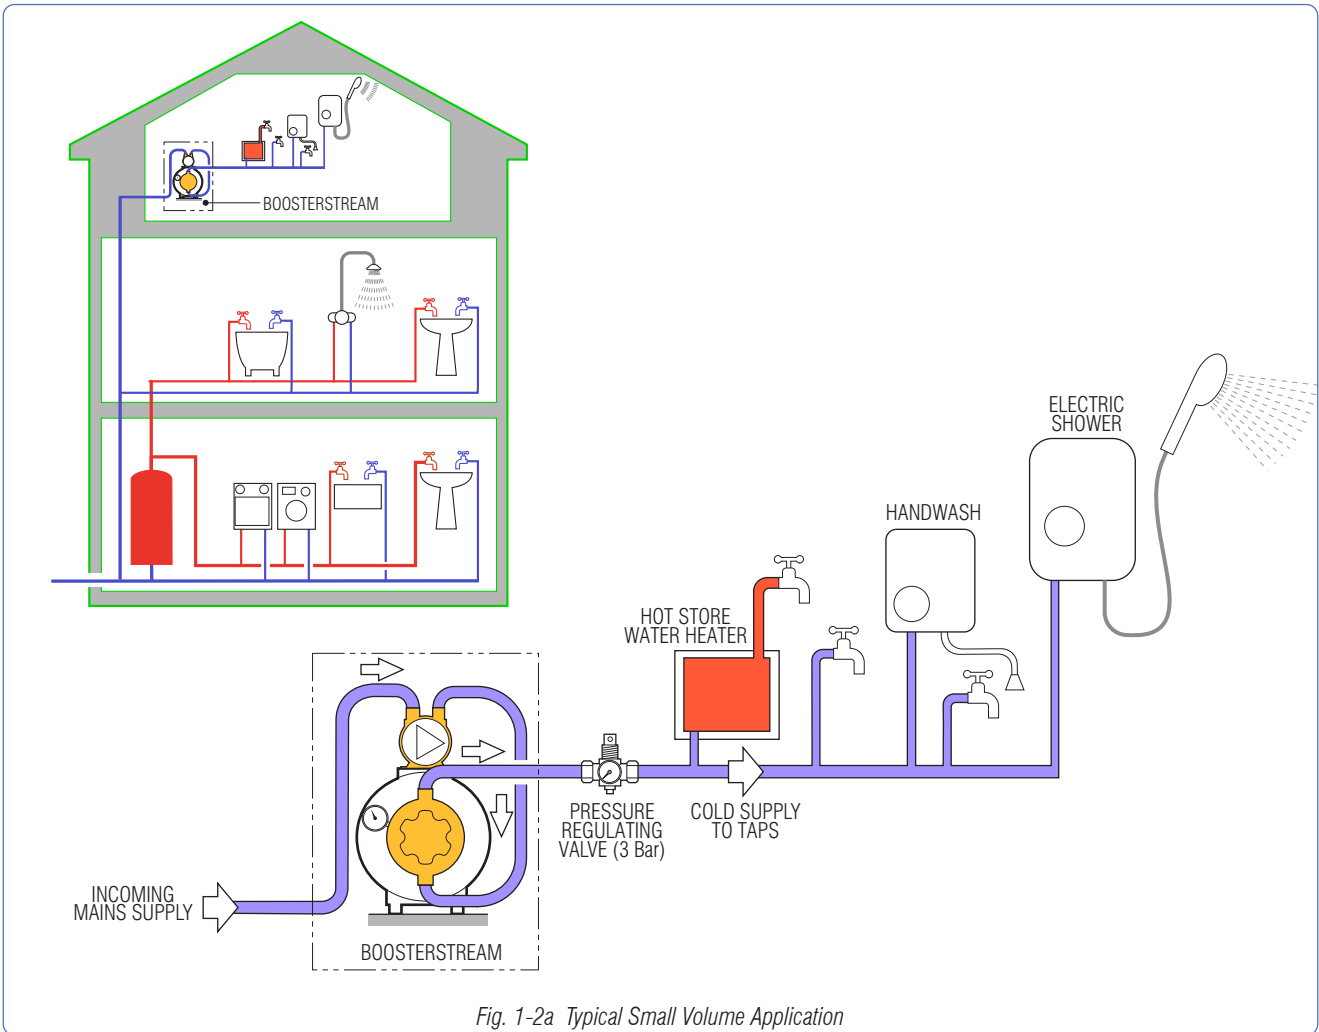 BOOSTERSTREAM
ELECTRIC
SHOWER
HANDWASH
HOT STORE
WATER HEATER
PRESSURE
REGULATING
VALVE (3 Bar)
COLD SUPPLY
TO TAPS
INCOMING
MAINS SUPPLY
BOOSTERSTREAM
Fig. 1-2a Typical Small Volume Application